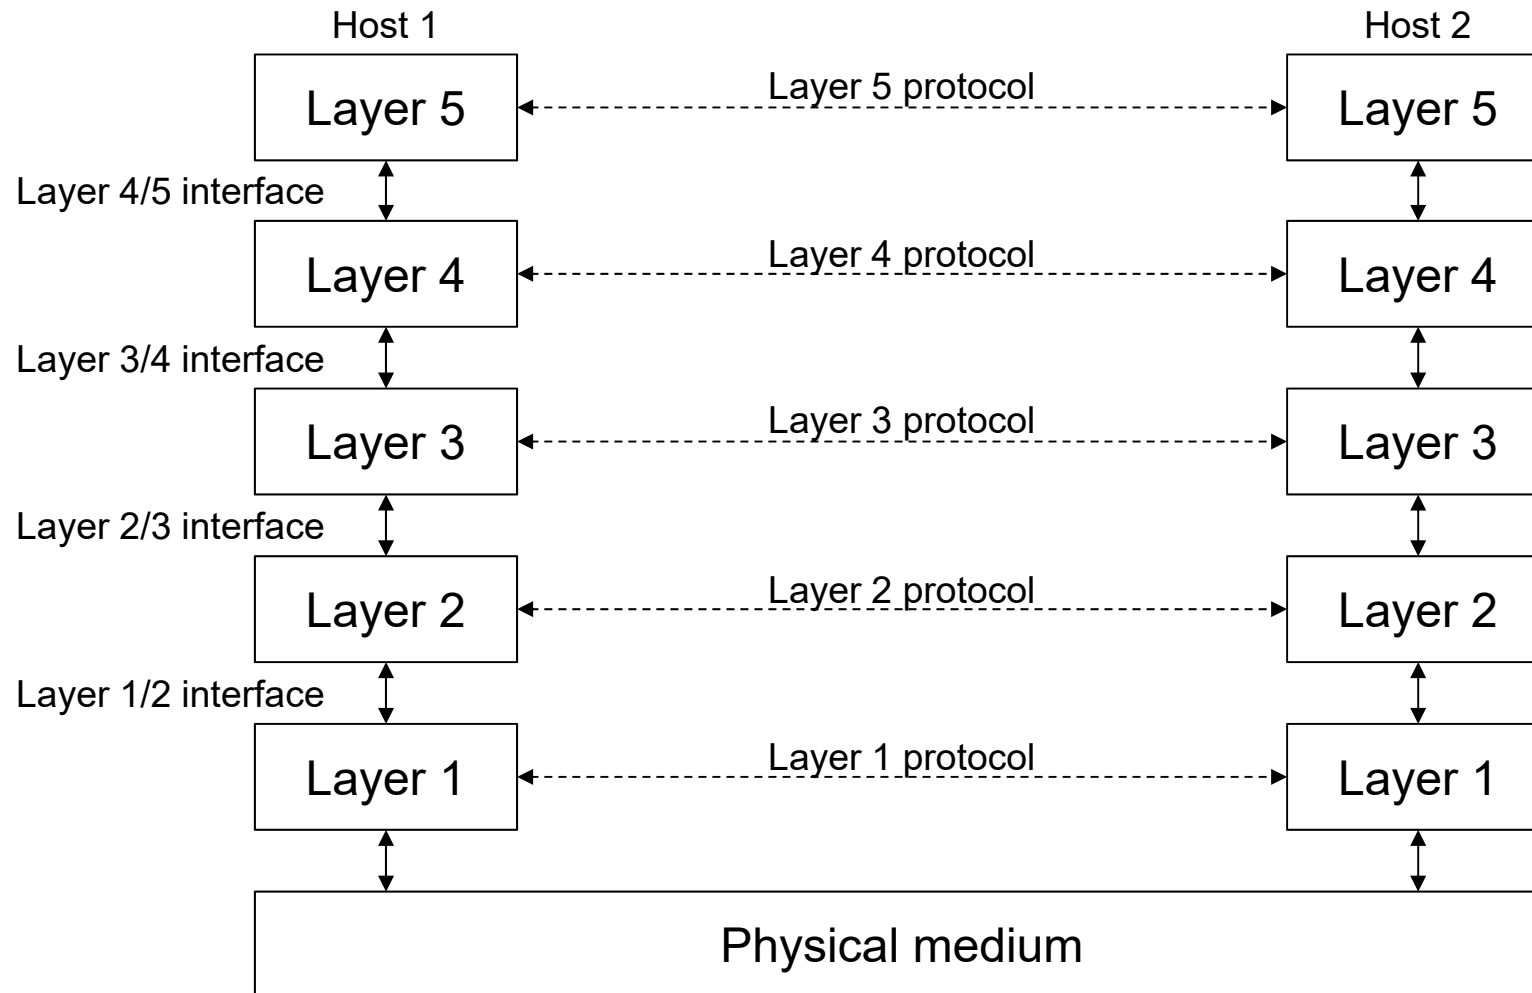 Host 1
Host 2
Layer 5
Layer 5 protocol
Layer 5
Layer 4/5 interface
Layer 4
Layer 4 protocol
Layer 4
Layer 3/4 interface
Layer 3
Layer 3 protocol
Layer 3
Layer 2/3 interface
Layer 2
Layer 2 protocol
Layer 2
Layer 1/2 interface
Layer 1
Layer 1 protocol
Layer 1
Physical medium